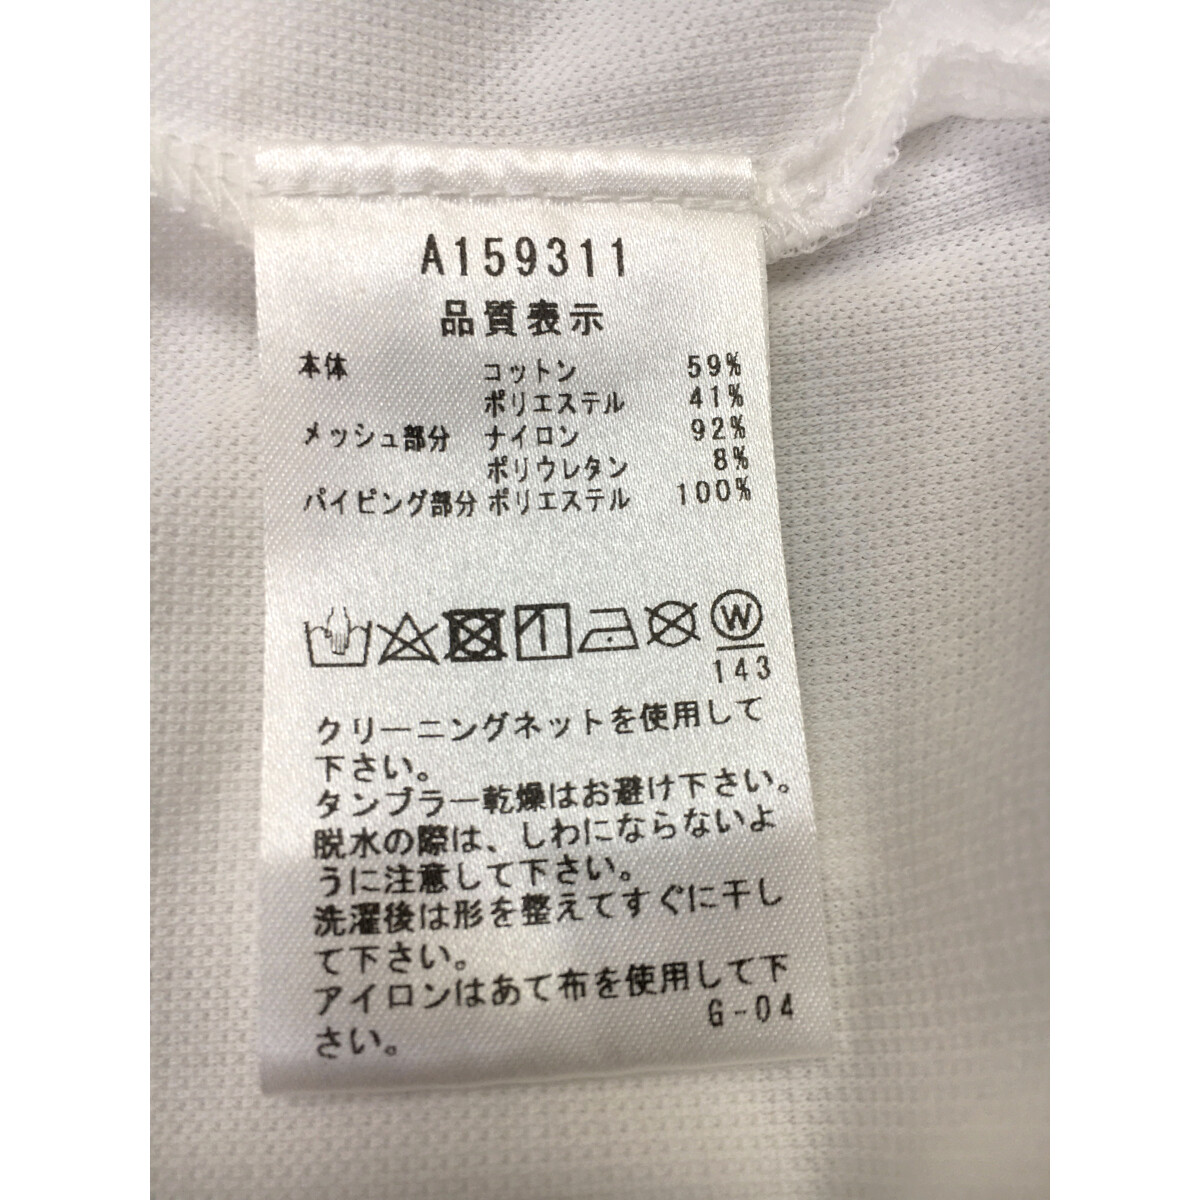 A159311
品質表示
本体 コットン 59%
ポリエステル 41%
メッシュ部分 ナイロン 92%
ポリウレタン 8%
パイピング部分 ポリエステル 100%
W
143
クリーニングネットを使用して
下さい。
タンブラー乾燥はお避け下さい。
脱水の際は、しわにならないよ
うに注意して下さい。
洗濯後は形を整えてすぐに干し
て下さい。
アイロンはあて布を使用して下
さい。
G-04